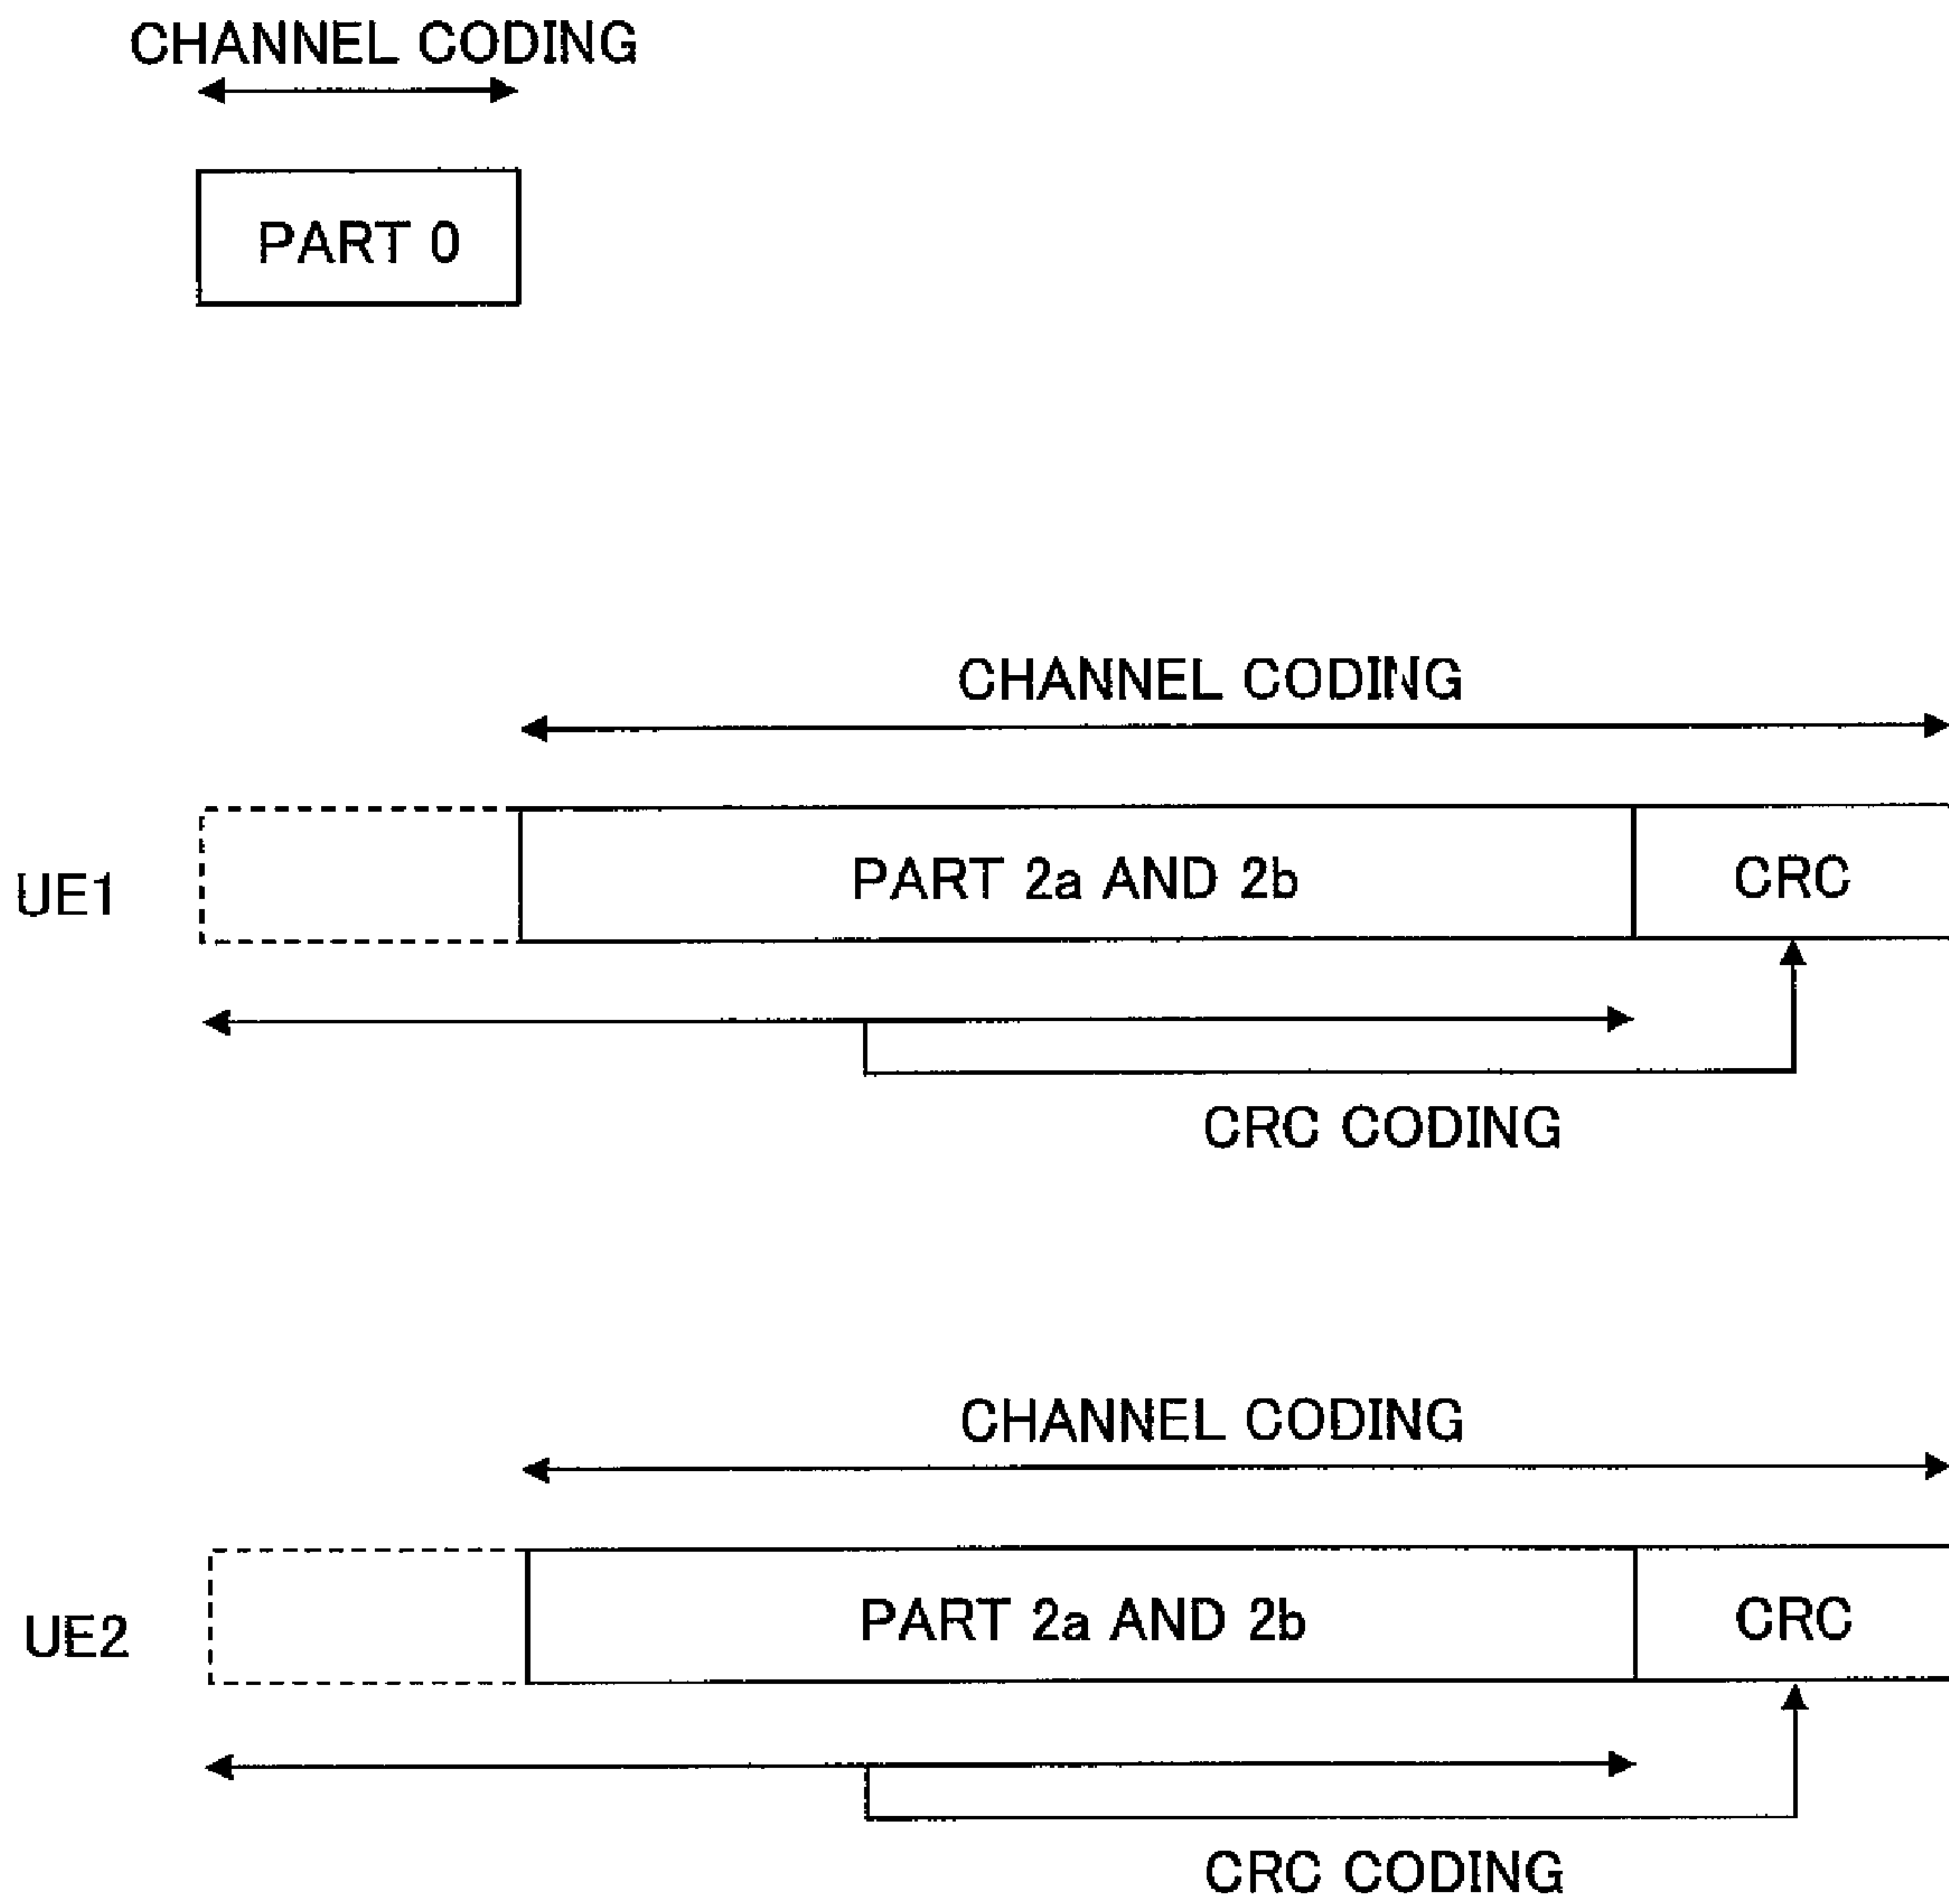 CHANNEL CODING
PART 0
CHANNEL CODING
UE1
PART 2a AND 2b
CRC
CRC CODING
CHANNEL CODING
UE2
PART 2a AND 2b
CRC
CRC CODING